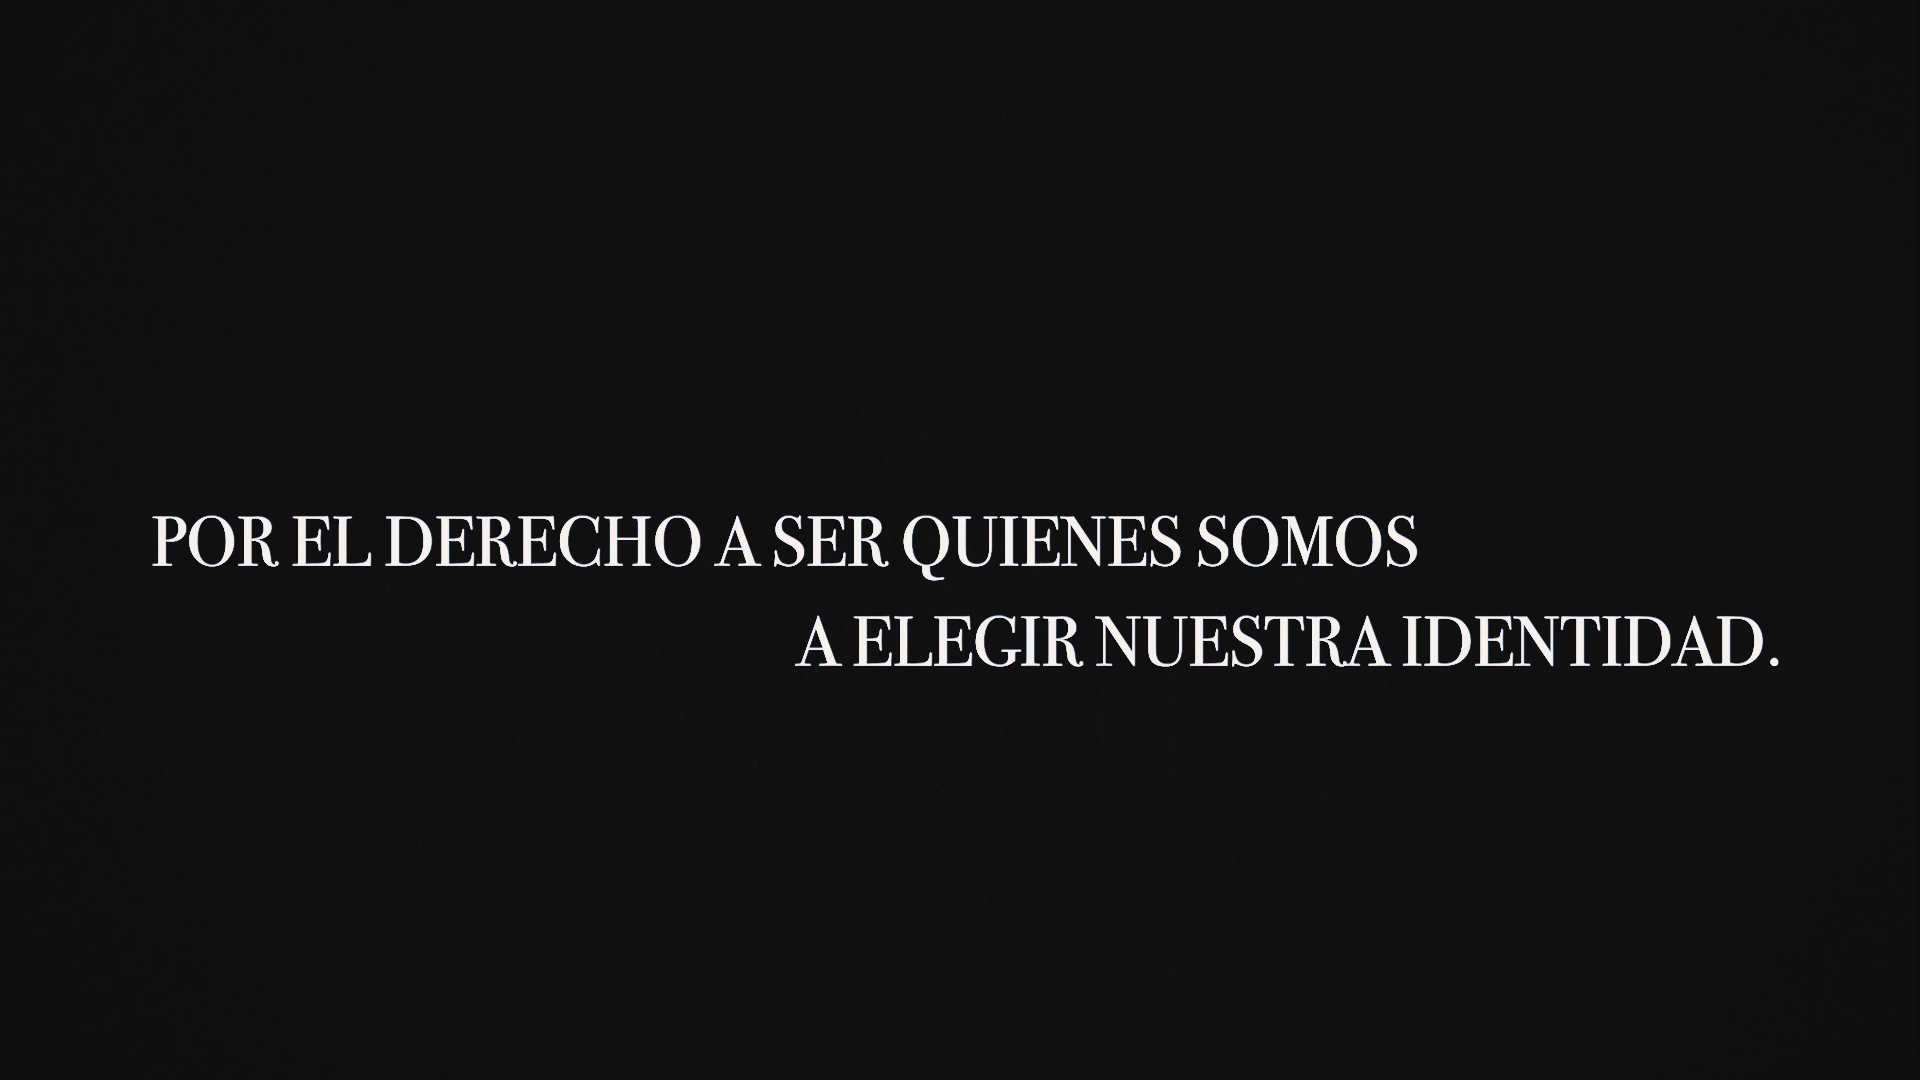 POR EL DERECHO A SER QUIENES SOMOS
A ELEGIR NUESTRA IDENTIDAD.